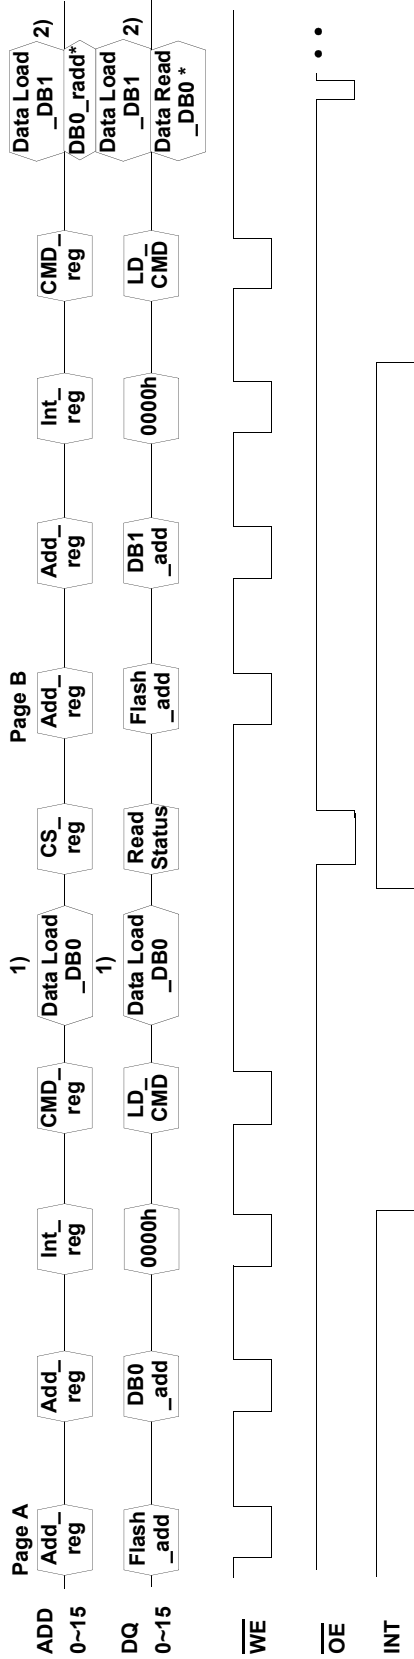 Page A
Page B
ADD
0~15
Add_
reg
Add_
reg
Int_
reg
CMD_
reg
1)
Data Load
_DB0
CS_
reg
Add_
reg
Add_
reg
Int_
reg
CMD_
reg
2)
Data Load
_DB1
DB0_radd*
DQ
0~15
Flash
_add
DB0
_add
0000h
LD_
CMD
1)
Data Load
_DB0
Read
Status
Flash
_add
DB1
_add
0000h
LD_
CMD
2)
Data Load
_DB1
Data Read
_DB0 *
WE
OE
INT